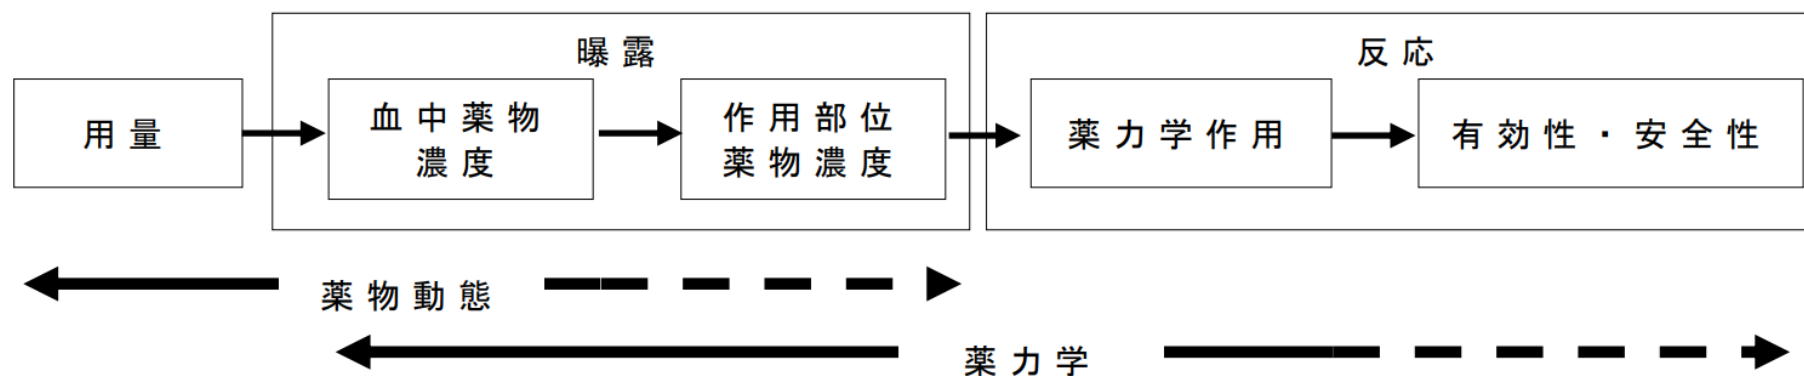 曝露
反応
用量
血中薬物
濃度
作用部位
薬物濃度
薬力学作用
有効性・安全性
薬物動態
薬力学